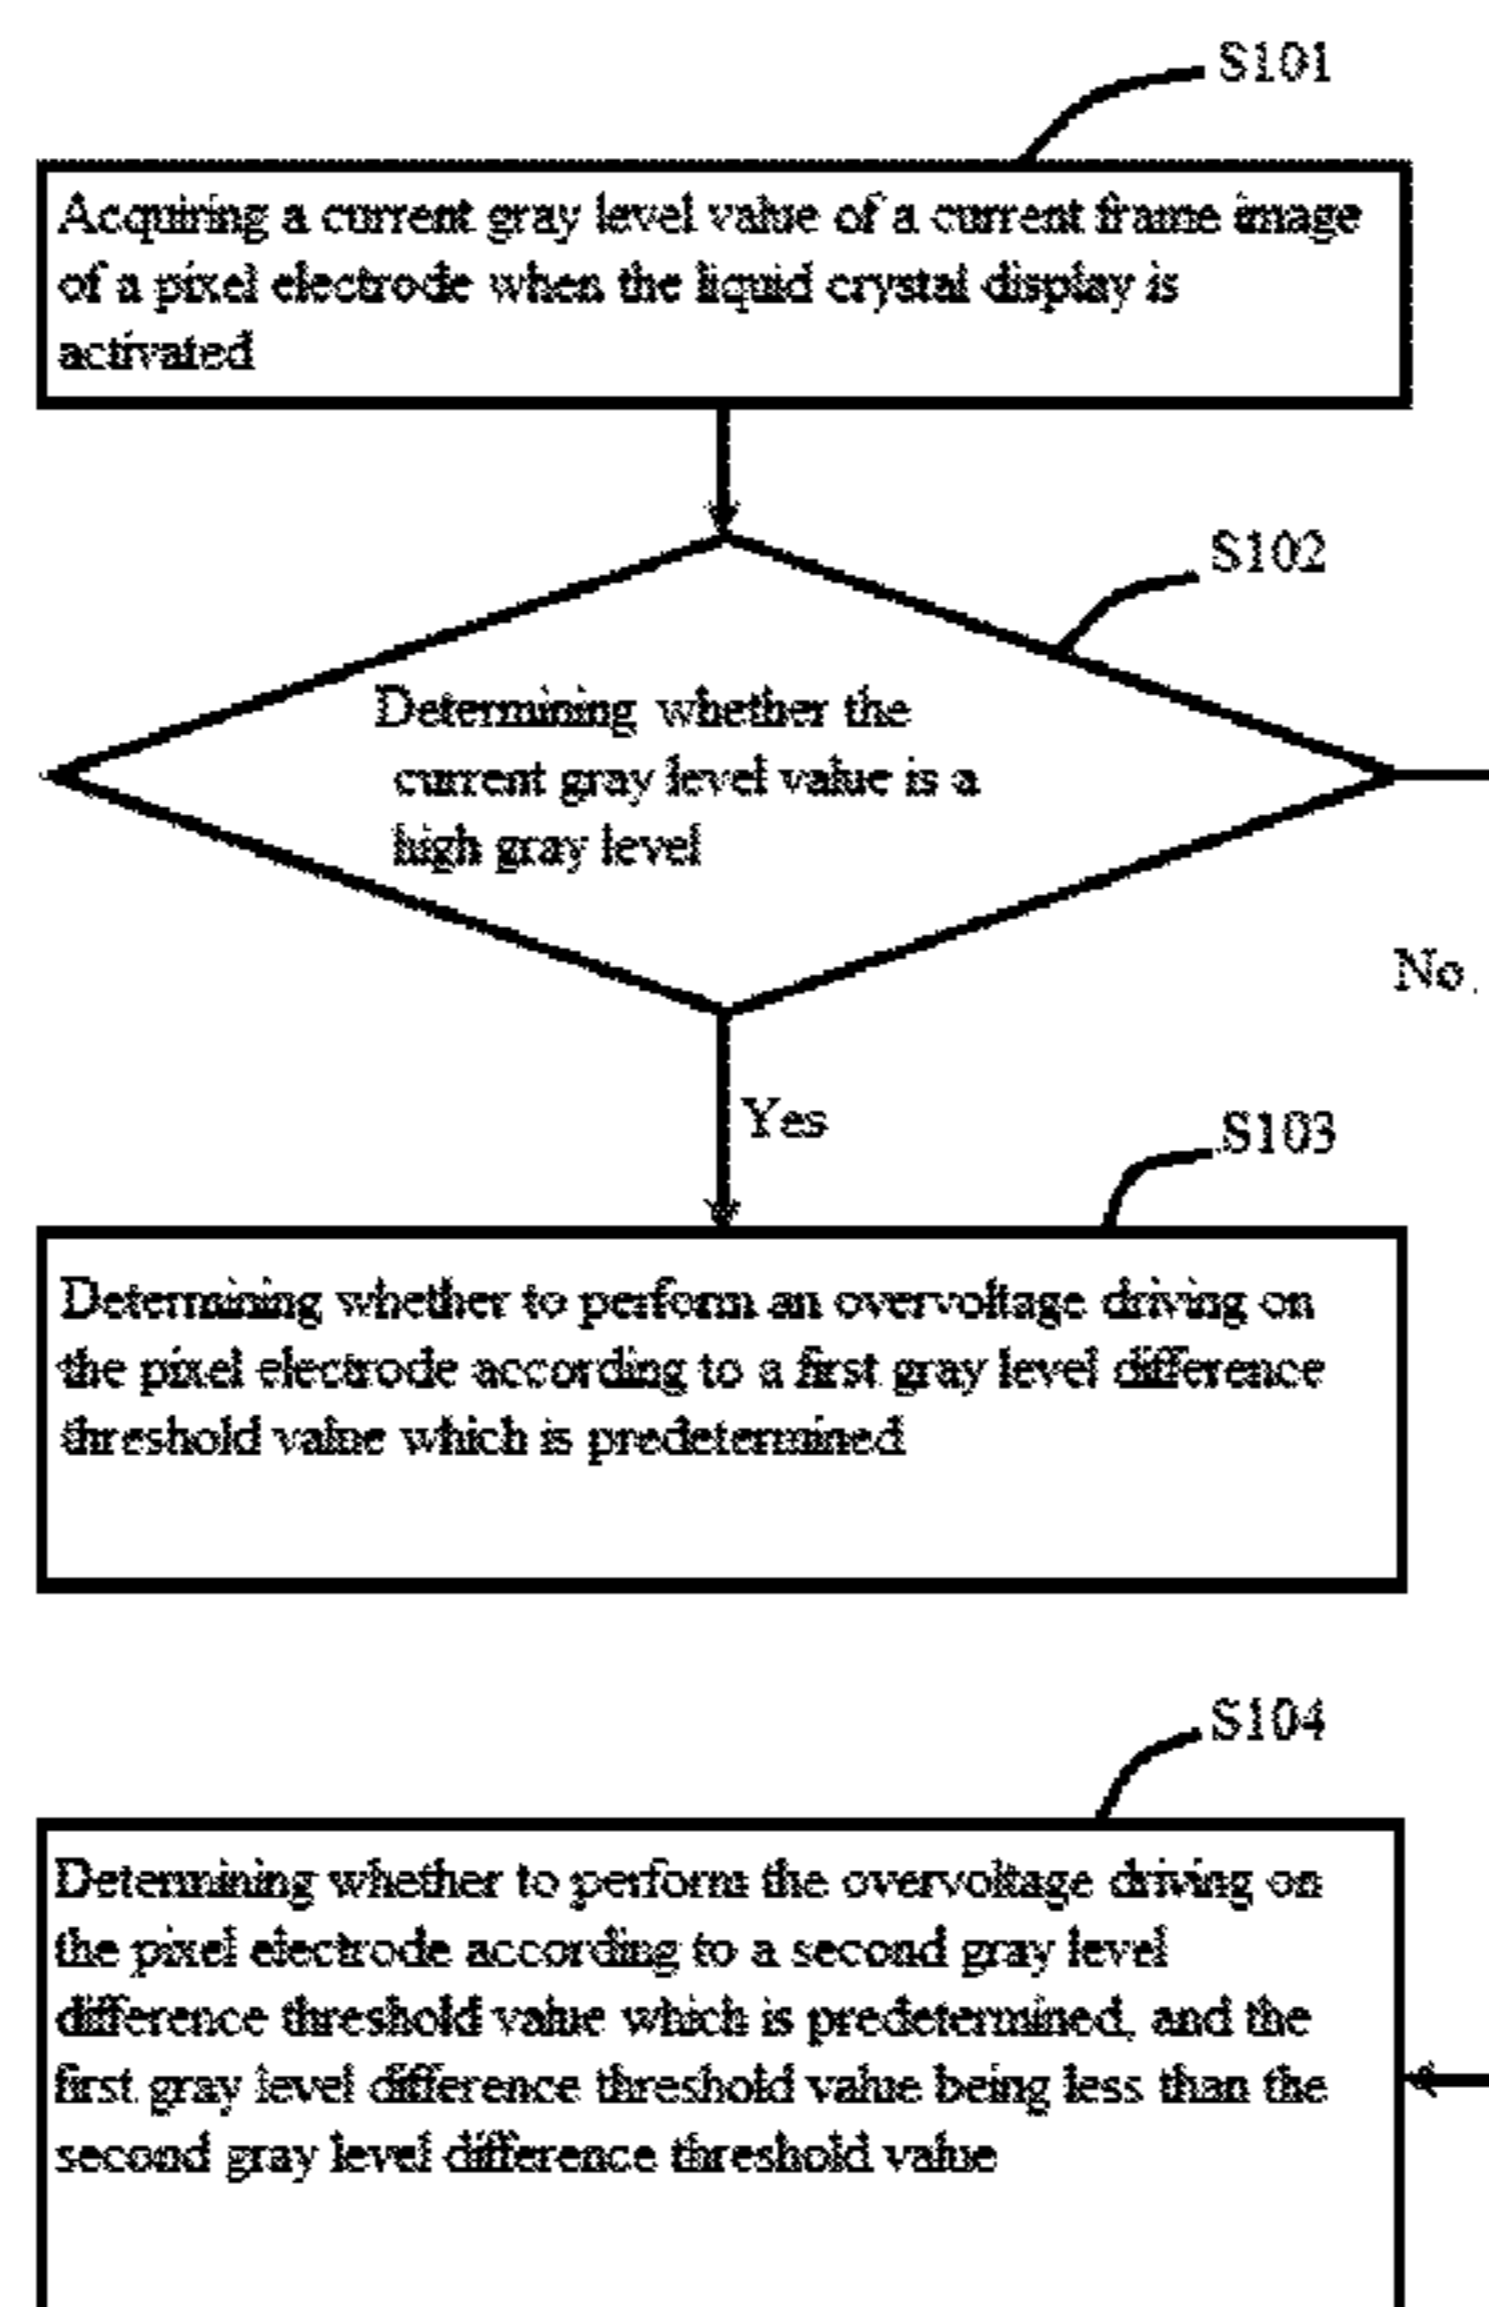 S101
Acquiring a current gray level value of a current frame image
of a pixel electrode when the liquid crystal display is
activated
S102
Determining whether the
current gray level value is a
high gray level
No
Yes
S103
Determining whether to perform an overvoltage driving on
the pixel electrode according to a first gray level difference
threshold value which is predetermined
S104
Determining whether to perform the overvoltage driving on
the pixel electrode according to a second gray level
difference threshold value which is predetermined, and the
first gray level difference threshold value being less than the
second gray level difference threshold value